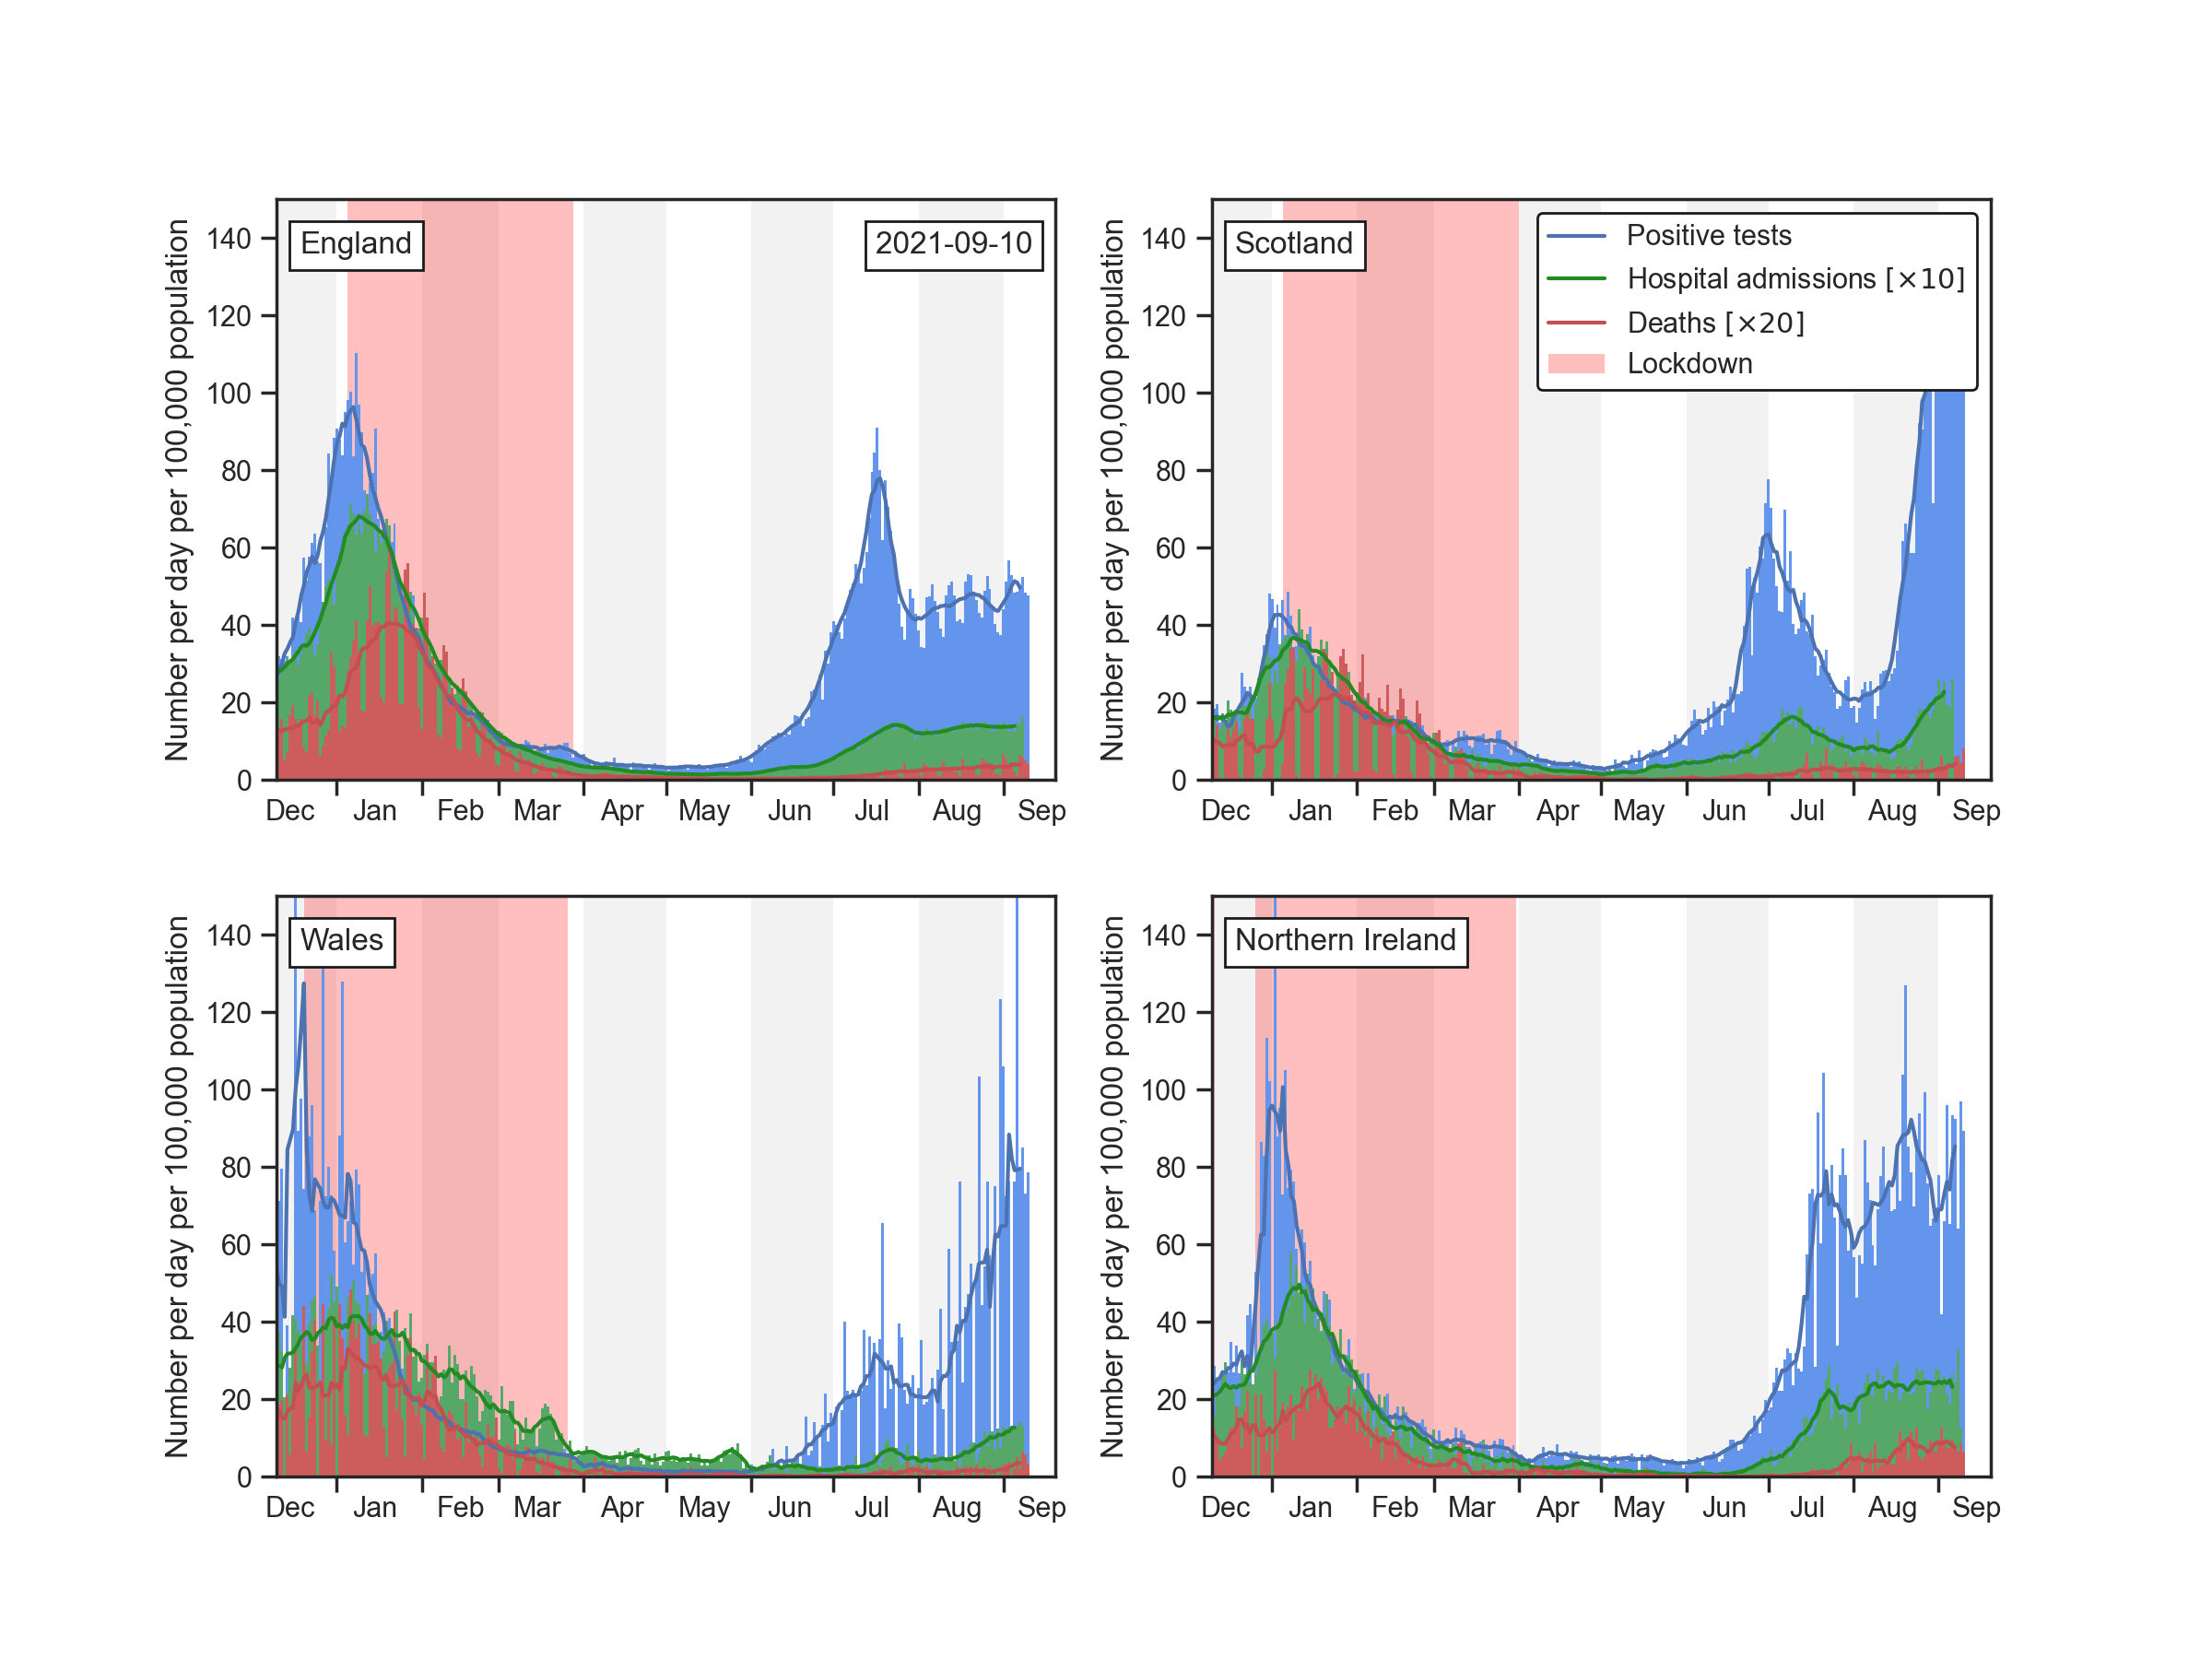 Number per day per 100,000 population
140
120
100
80
60
40
20
0
England
2021-09-10
Dec Jan Feb Mar Apr May Jun Jul Aug Sep
Number per day per 100,000 population
140
120
100
80
60
40
20
0
Scotland
Positive tests
Hospital admissions [×10]
Deaths [×20]
Lockdown
Dec Jan Feb Mar Apr May Jun Jul Aug Sep
Number per day per 100,000 population
140
120
100
80
60
40
20
0
Wales
Dec Jan Feb Mar Apr May Jun Jul Aug Sep
Number per day per 100,000 population
140
120
100
80
60
40
20
0
Northern Ireland
Dec Jan Feb Mar Apr May Jun Jul Aug Sep